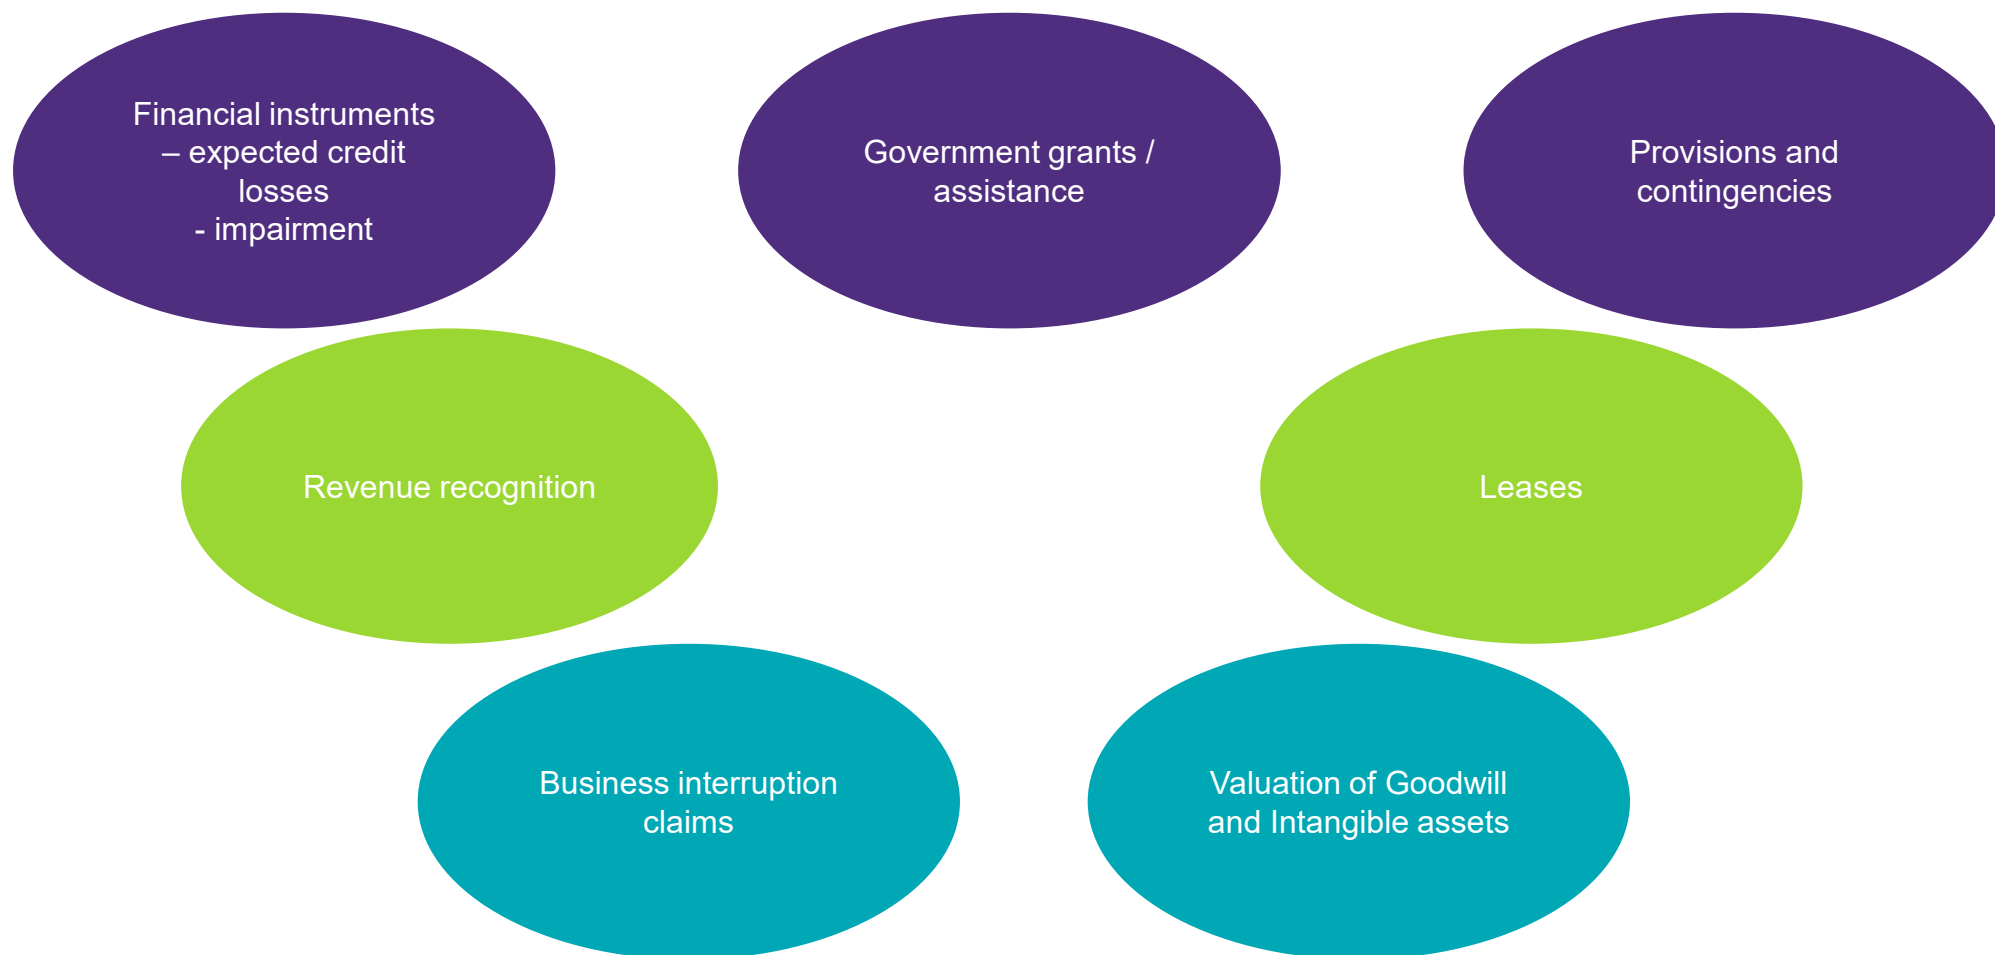 Financial instruments
– expected credit
losses
- impairment
Government grants /
assistance
Provisions and
contingencies
Revenue recognition
Leases
Business interruption
claims
Valuation of Goodwill
and Intangible assets